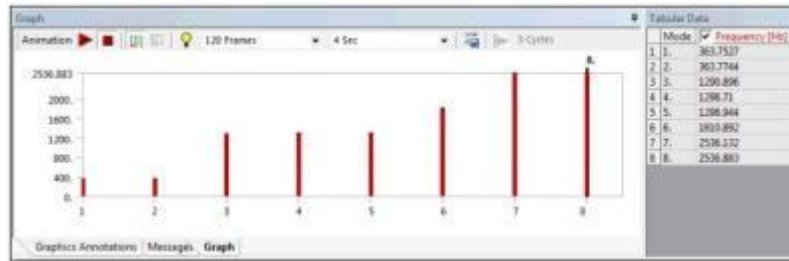 Graph
Animation 120 Frames 4 Sec 3 Cycles
8.
2536.883
2000.
1600.
1200.
800.
400.
0.
1 2 3 4 5 6 7 8
Graphics Annotations Messages Graph
Tabular Data
Mode Frequency [Hz]
1 1. 363.7527
2 2. 363.7744
3 3. 1290.896
4 4. 1298.71
5 5. 1298.944
6 6. 1810.892
7 7. 2536.132
8 8. 2536.883